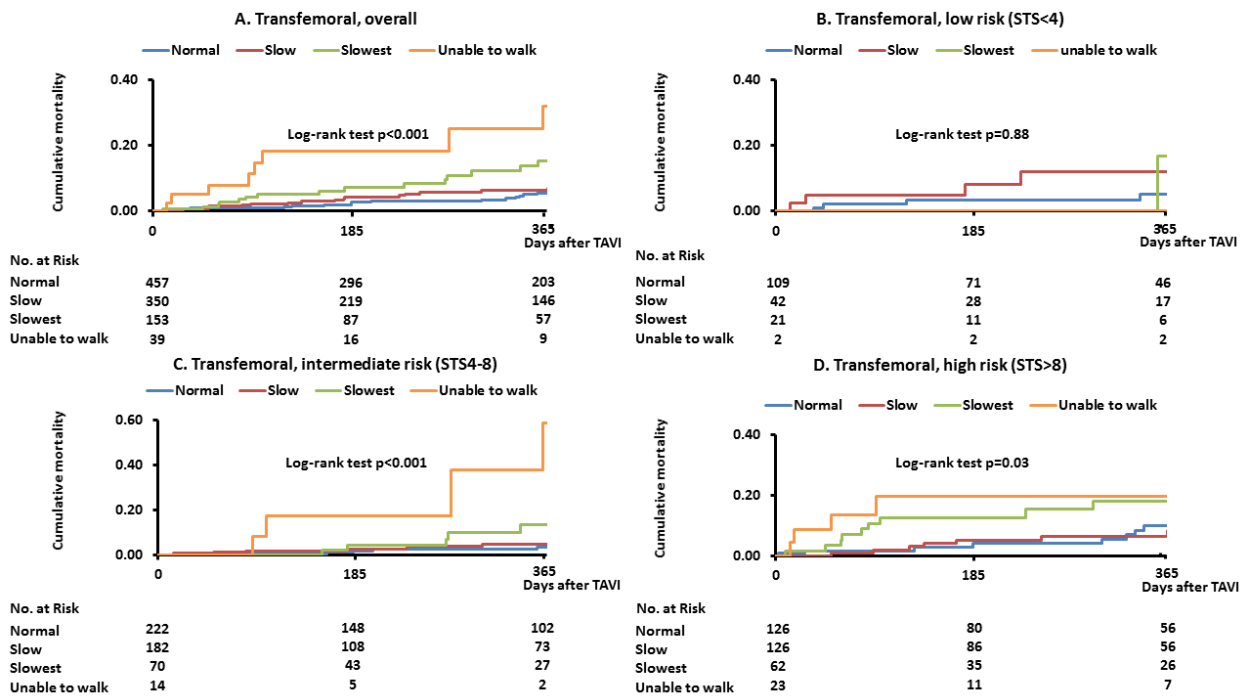 A. Transfemoral, overall
Normal Slow Slowest Unable to walk
Cumulative mortality
0.40
0.20
0.00
Log-rank test p<0.001
0 185 365
Days after TAVI
No. at Risk
Normal 457 296 203
Slow 350 219 146
Slowest 153 87 57
Unable to walk 39 16 9
B. Transfemoral, low risk (STS<4)
Normal Slow Slowest unable to walk
Cumulative mortality
0.40
0.20
0.00
Log-rank test p=0.88
0 185 365
Days after TAVI
No. at Risk
Normal 109 71 46
Slow 42 28 17
Slowest 21 11 6
Unable to walk 2 2 2
C. Transfemoral, intermediate risk (STS4-8)
Normal Slow Slowest Unable to walk
Cumulative mortality
0.60
0.40
0.20
0.00
Log-rank test p<0.001
0 185 365
Days after TAVI
No. at Risk
Normal 222 148 102
Slow 182 108 73
Slowest 70 43 27
Unable to walk 14 5 2
D. Transfemoral, high risk (STS>8)
Normal Slow Slowest Unable to walk
Cumulative mortality
0.40
0.20
0.00
Log-rank test p=0.03
0 185 365
Days after TAVI
No. at Risk
Normal 126 80 56
Slow 126 86 56
Slowest 62 35 26
Unable to walk 23 11 7